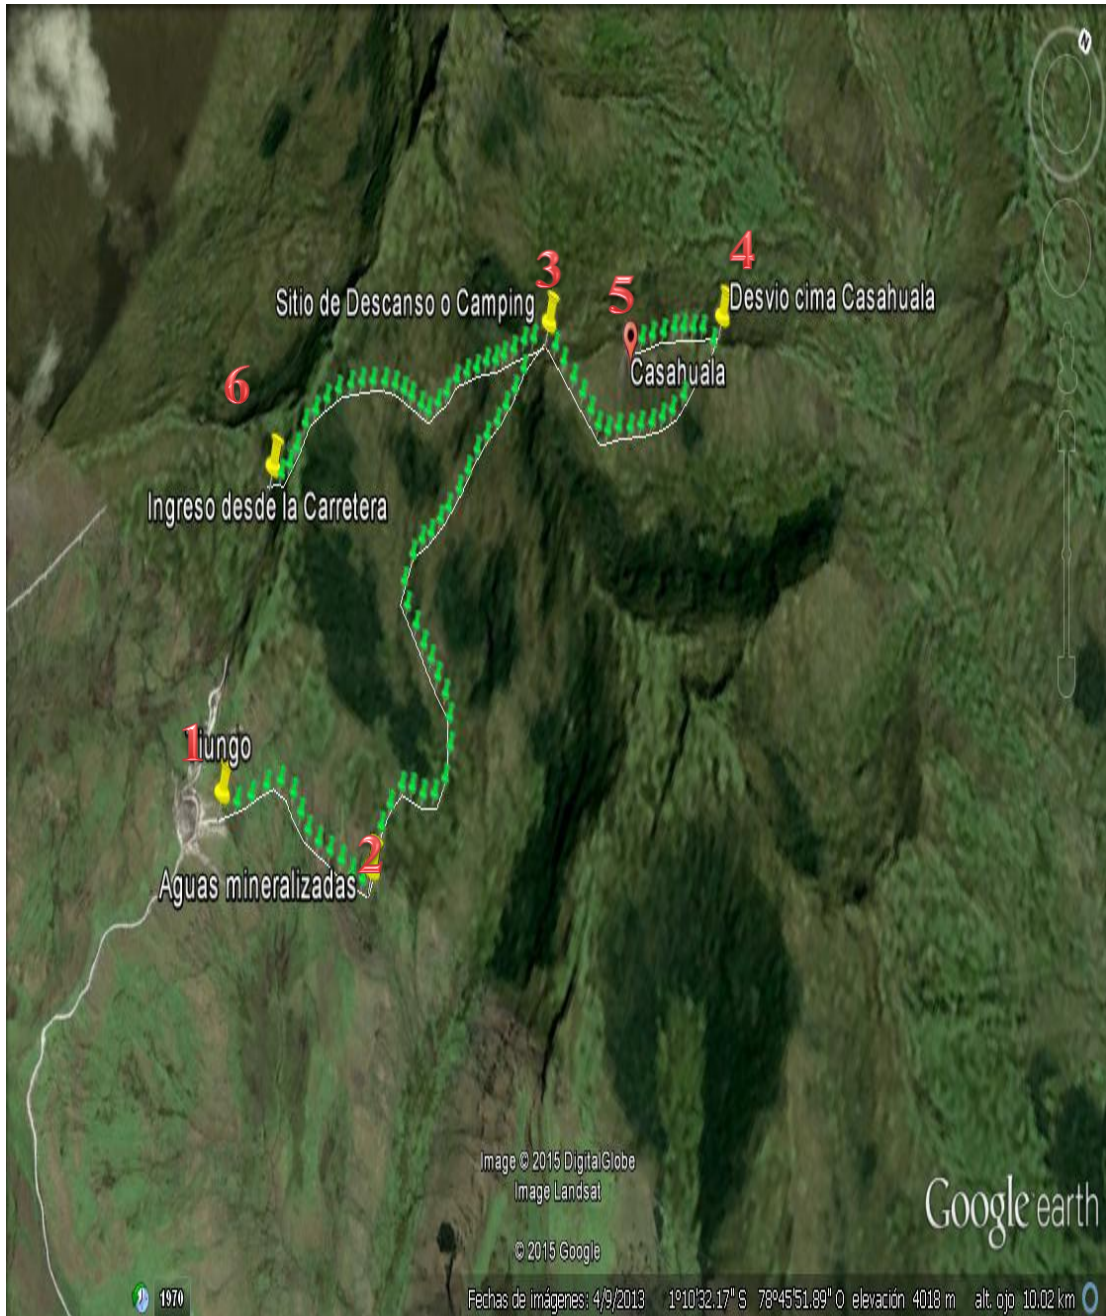 N
4
3
Desvio cima Casahuala
Sitio de Descanso o Camping
5
Casahuala
6
Ingreso desde la Carretera
1
iungo
2
Aguas mineralizadas
Image © 2015 DigitalGlobe
Image Landsat
© 2015 Google
Google earth
1970
Fechas de imágenes: 4/9/2013 1°10'32.17" S 78°45'51.89" O elevación 4018 m alt. ojo 10.02 km